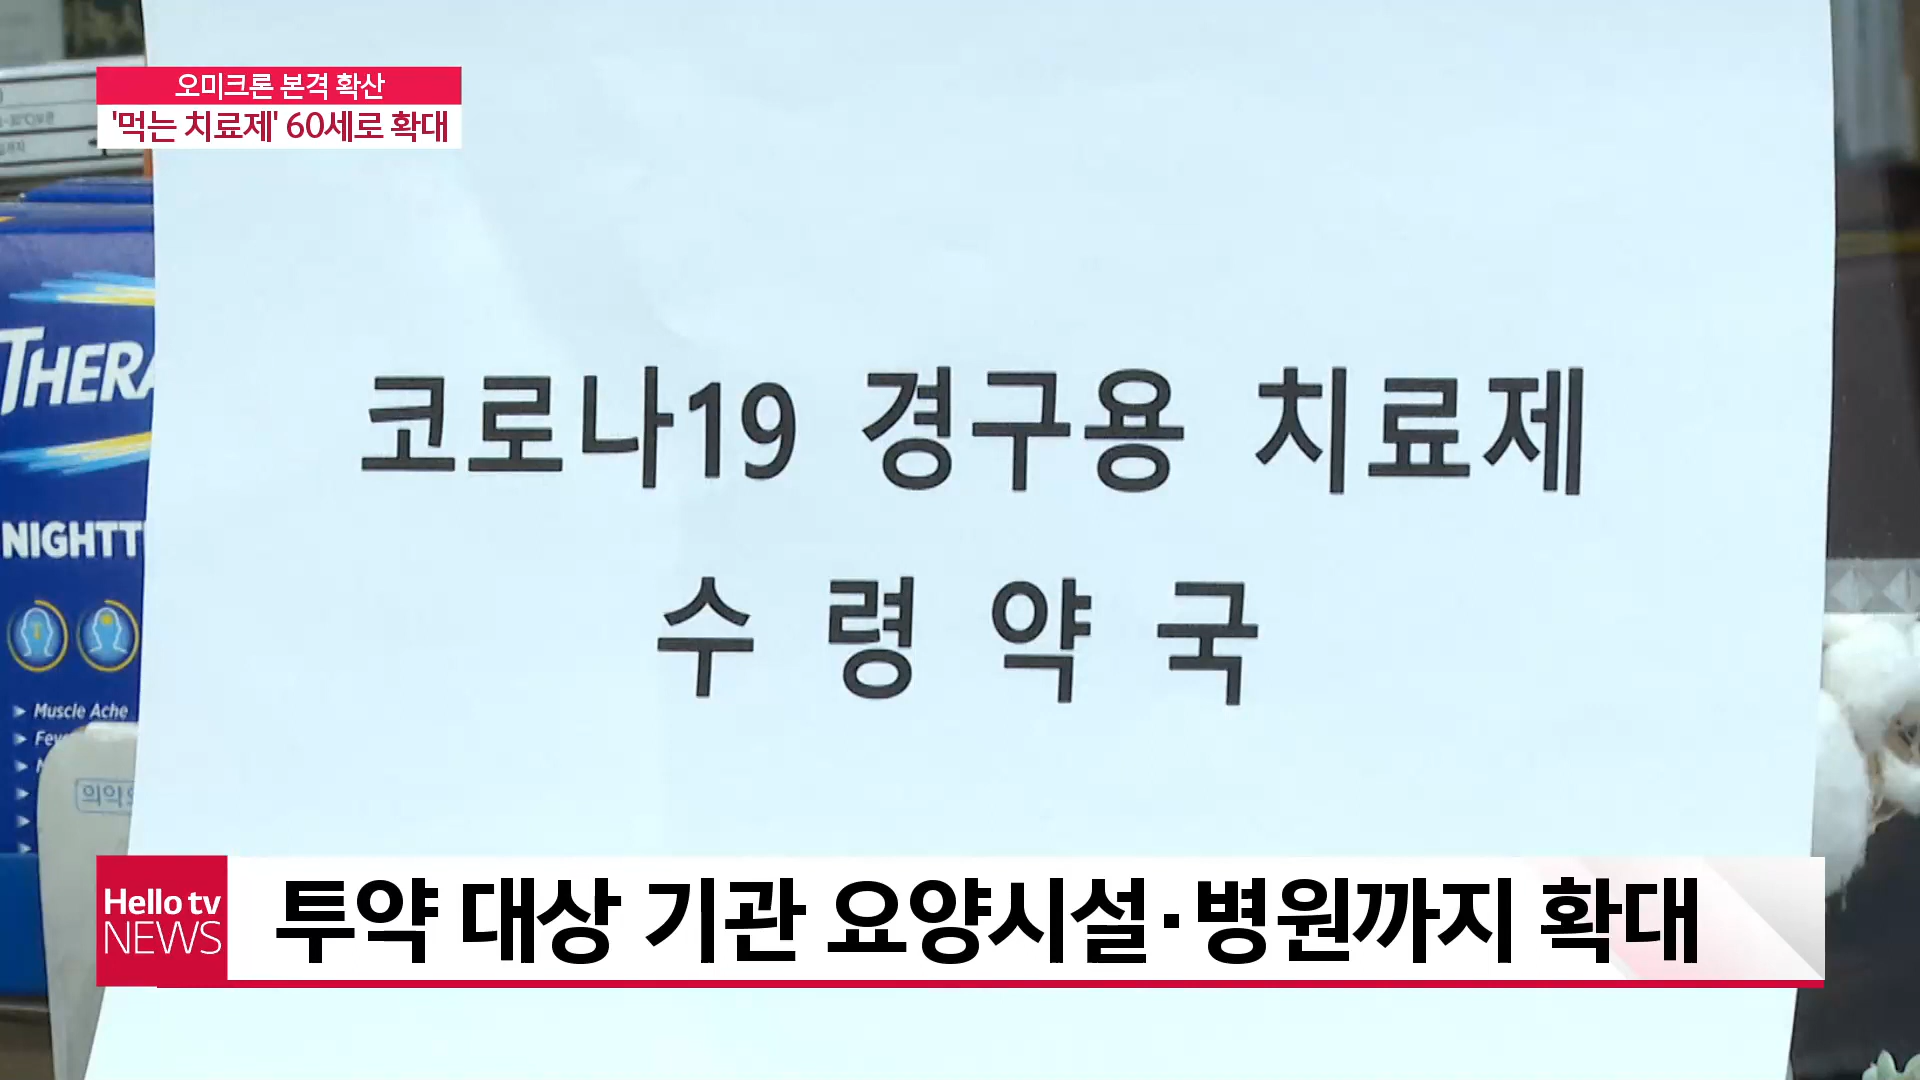 오미크론 본격 확산
'먹는 치료제' 60세로 확대
코로나19 경구용 치료제
수 령 약 국
NIGHTT
Muscle Ache
Hello tv
NEWS
투약 대상 기관 요양시설·병원까지 확대